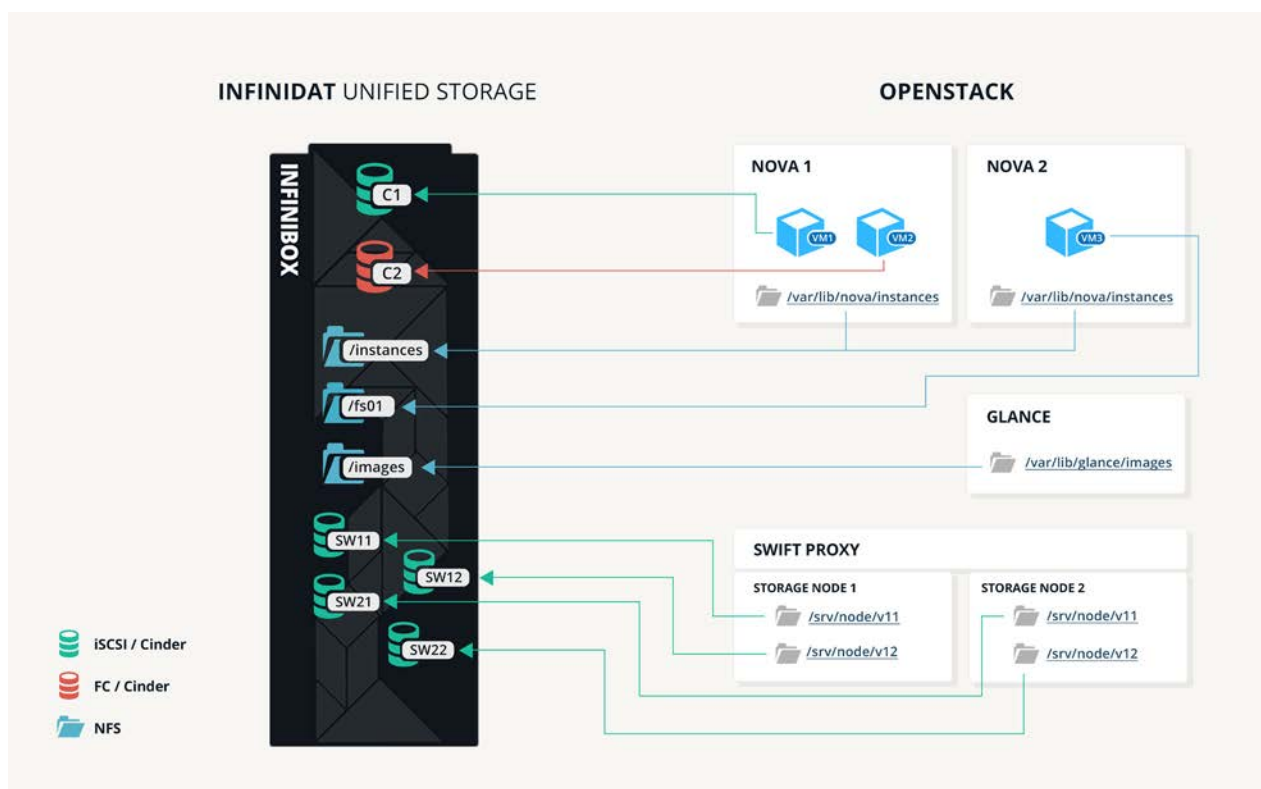 INFINIDAT UNIFIED STORAGE
OPENSTACK
INFINIBOX
C1
C2
/instances
/fs01
/images
SW11
SW12
SW21
SW22
NOVA 1
VM1
VM2
/var/lib/nova/instances
NOVA 2
VM3
/var/lib/nova/instances
GLANCE
/var/lib/glance/images
SWIFT PROXY
STORAGE NODE 1
/srv/node/v11
/srv/node/v12
STORAGE NODE 2
/srv/node/v11
/srv/node/v12
iSCSI / Cinder
FC / Cinder
NFS